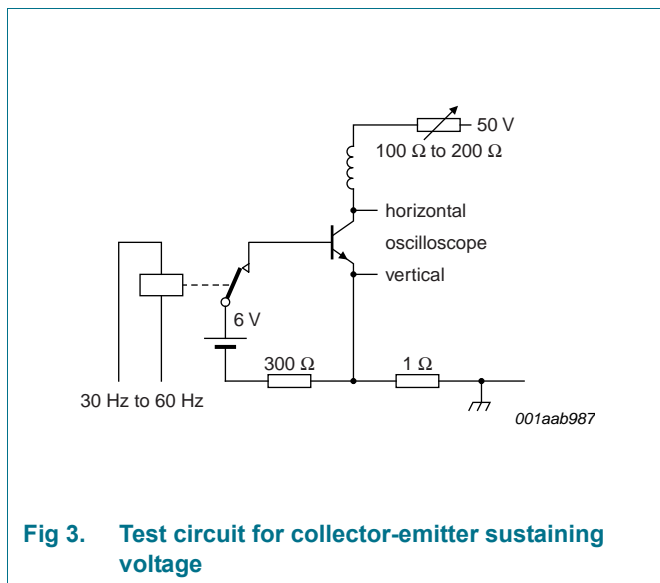 50 V
100 Ω to 200 Ω
horizontal
oscilloscope
vertical
6 V
300 Ω
1 Ω
30 Hz to 60 Hz
001aab987
Fig 3. Test circuit for collector-emitter sustaining
voltage